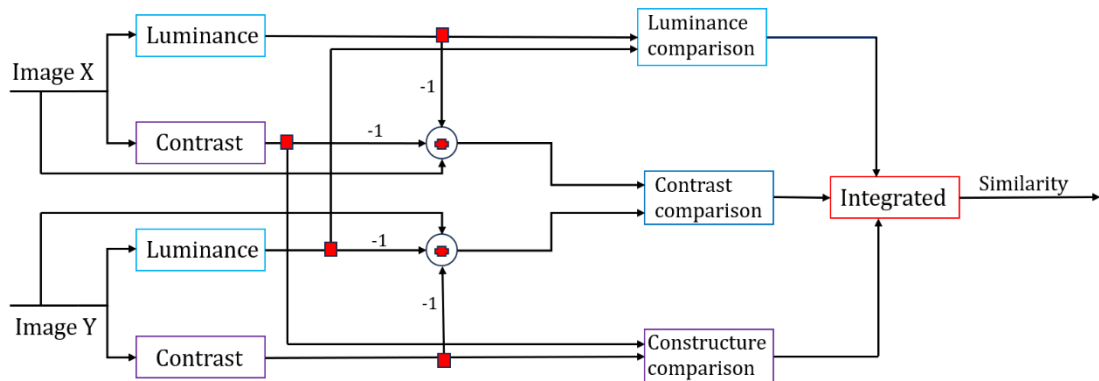 Luminance
Luminance
comparison
Image X
-1
Contrast
-1
Contrast
comparison
Integrated
Similarity
Luminance
-1
-1
Image Y
Contrast
Constructure
comparison